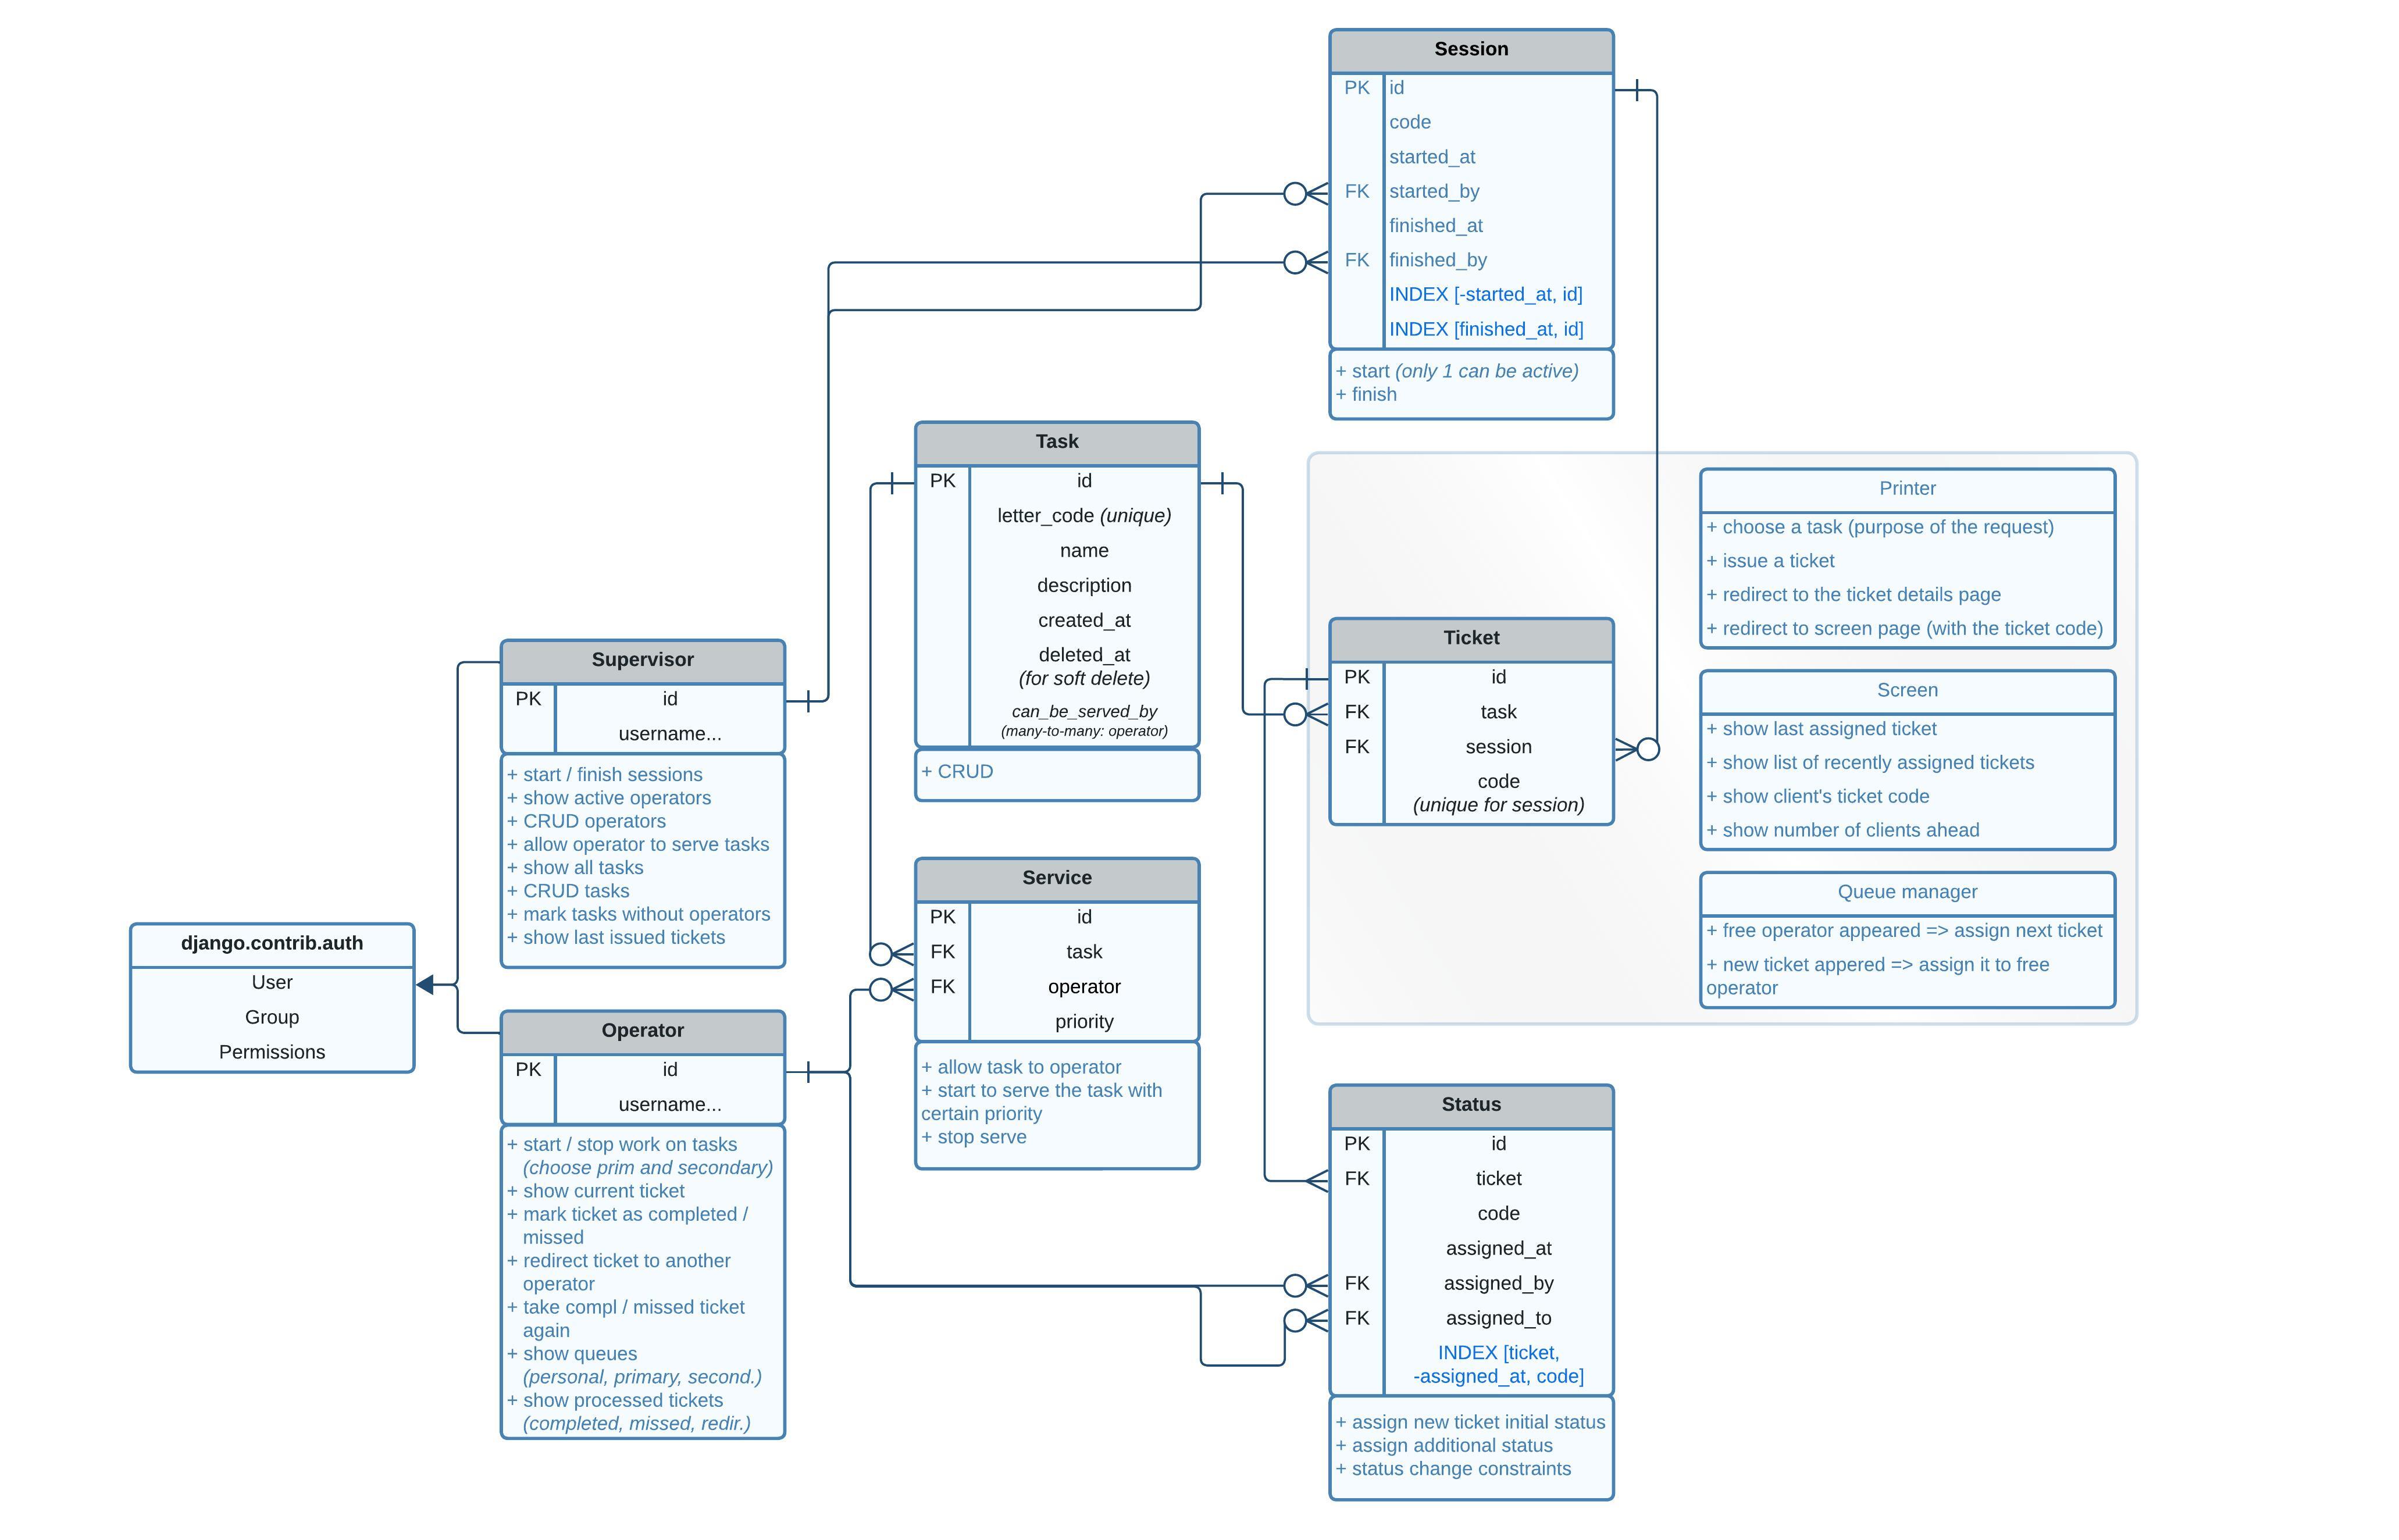 Session
PK id
code
started_at
FK started_by
finished_at
FK finished_by
INDEX [-started_at, id]
INDEX [finished_at, id]
+ start (only 1 can be active)
+ finish
Task
PK id
letter_code (unique)
name
description
created_at
deleted_at
(for soft delete)
can_be_served_by
(many-to-many: operator)
+ CRUD
Printer
+ choose a task (purpose of the request)
+ issue a ticket
+ redirect to the ticket details page
+ redirect to screen page (with the ticket code)
Ticket
PK id
FK task
FK session
code
(unique for session)
Screen
+ show last assigned ticket
+ show list of recently assigned tickets
+ show client's ticket code
+ show number of clients ahead
Queue manager
+ free operator appeared => assign next ticket
+ new ticket appered => assign it to free
operator
Supervisor
PK id
username...
+ start / finish sessions
+ show active operators
+ CRUD operators
+ allow operator to serve tasks
+ show all tasks
+ CRUD tasks
+ mark tasks without operators
+ show last issued tickets
Service
PK id
FK task
FK operator
priority
+ allow task to operator
+ start to serve the task with
certain priority
+ stop serve
django.contrib.auth
User
Group
Permissions
Operator
PK id
username...
+ start / stop work on tasks
(choose prim and secondary)
+ show current ticket
+ mark ticket as completed /
missed
+ redirect ticket to another
operator
+ take compl / missed ticket
again
+ show queues
(personal, primary, second.)
+ show processed tickets
(completed, missed, redir.)
Status
PK id
FK ticket
code
assigned_at
FK assigned_by
FK assigned_to
INDEX [ticket,
-assigned_at, code]
+ assign new ticket initial status
+ assign additional status
+ status change constraints